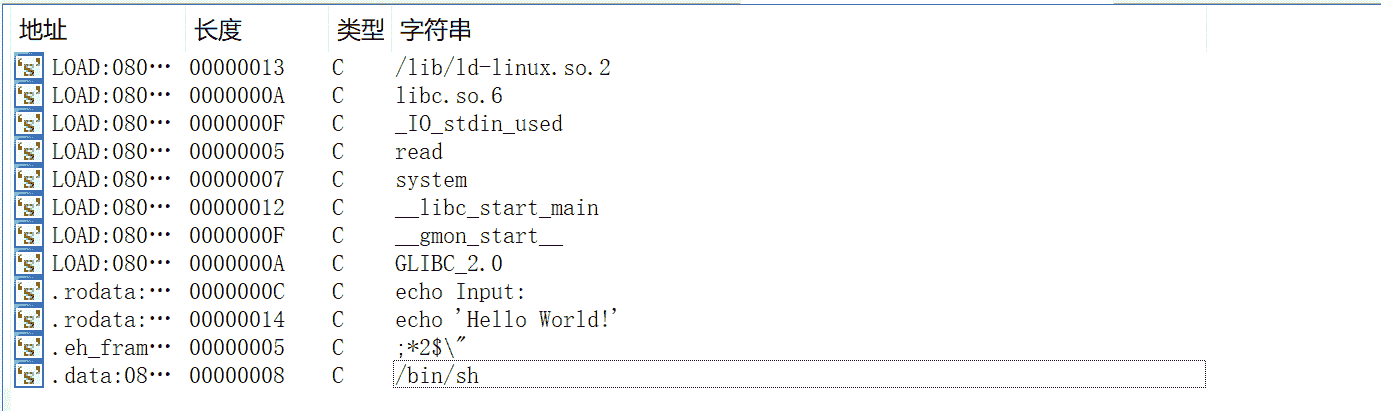 地址 长度 类型 字符串
LOAD:080… 00000013 C /lib/ld-linux.so.2
LOAD:080… 0000000A C libc.so.6
LOAD:080… 0000000F C _IO_stdin_used
LOAD:080… 00000005 C read
LOAD:080… 00000007 C system
LOAD:080… 00000012 C __libc_start_main
LOAD:080… 0000000F C __gmon_start__
LOAD:080… 0000000A C GLIBC_2.0
.rodata:… 0000000C C echo Input:
.rodata:… 00000014 C echo 'Hello World!'
.eh_fram… 00000005 C ;*2$\"
.data:08… 00000008 C /bin/sh